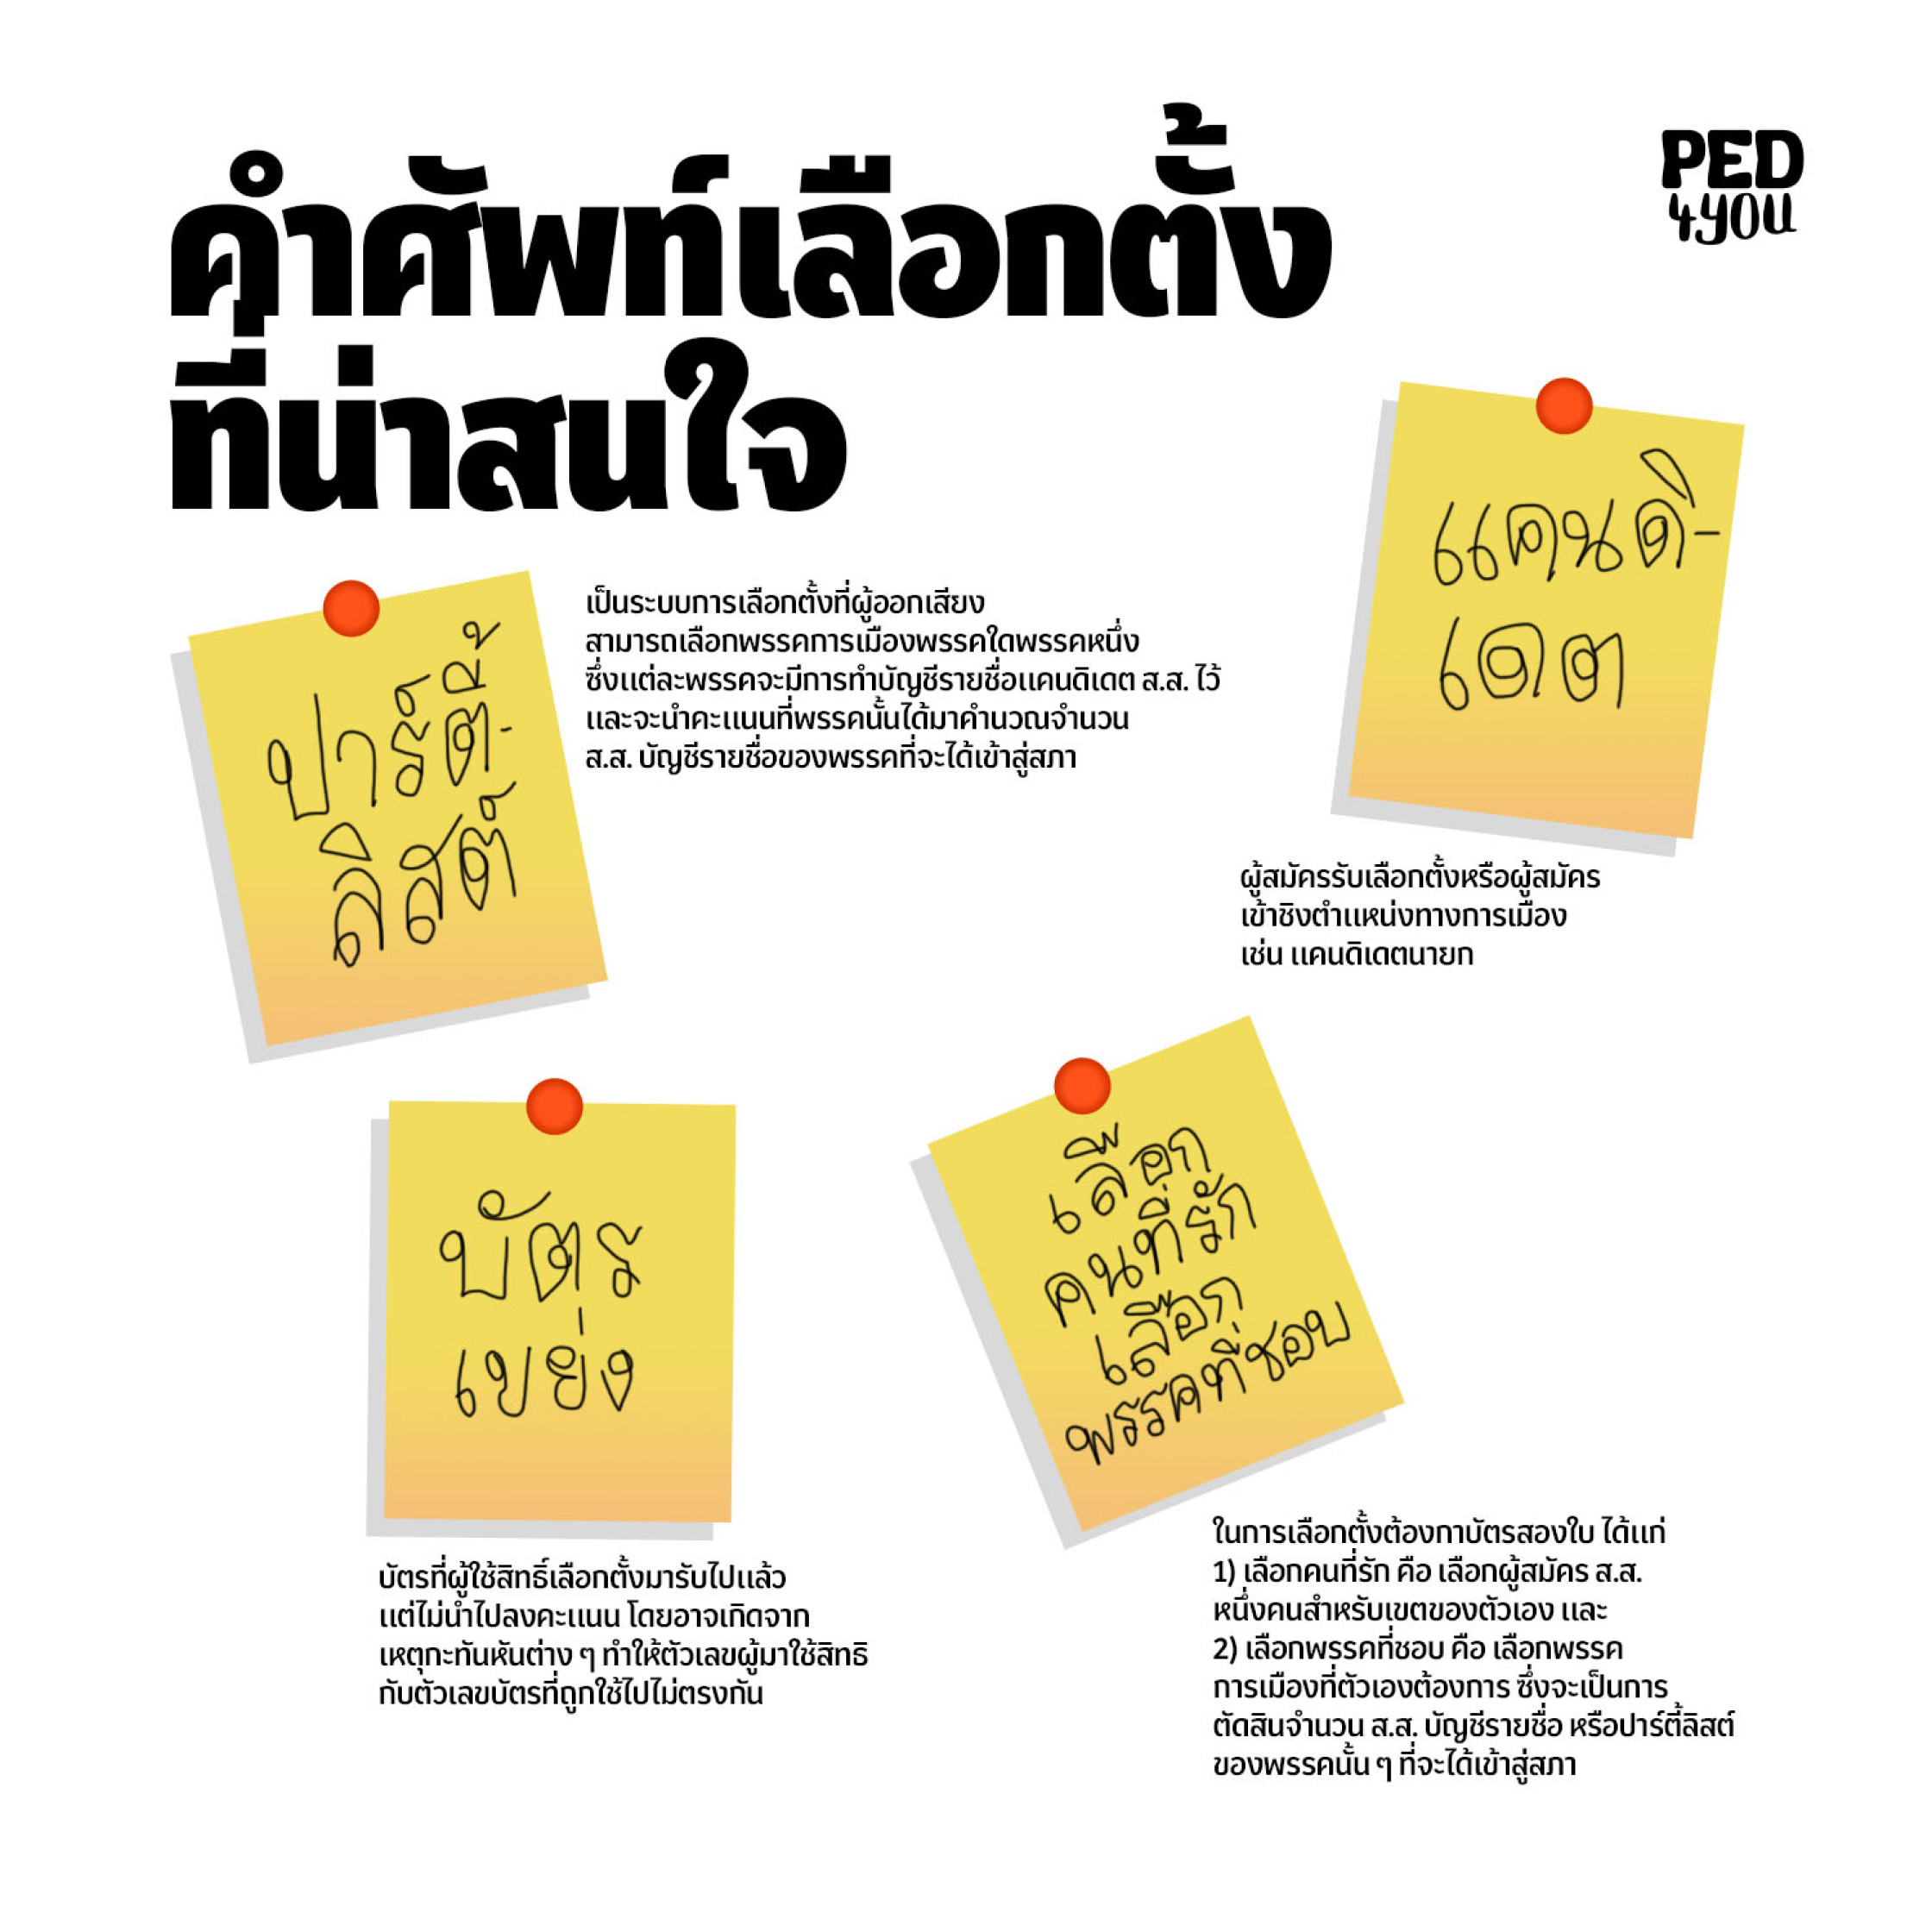 คำศัพท์เลือกตั้ง
ที่น่าสนใจ
PED
4YOU
ปาร์ตี้-
ลิสต์
เป็นระบบการเลือกตั้งที่ผู้ออกเสียง
สามารถเลือกพรรคการเมืองพรรคใดพรรคหนึ่ง
ซึ่งแต่ละพรรคจะมีการทำบัญชีรายชื่อแคนดิเดต ส.ส. ไว้
และจะนำคะแนนที่พรรคนั้นได้มาคำนวณจำนวน
ส.ส. บัญชีรายชื่อของพรรคที่จะได้เข้าสู่สภา
แคนดิ-
เดต
ผู้สมัครรับเลือกตั้งหรือผู้สมัคร
เข้าชิงตำแหน่งทางการเมือง
เช่น แคนดิเดตนายก
บัตร
เขย่ง
บัตรที่ผู้ใช้สิทธิ์เลือกตั้งมารับไปแล้ว
แต่ไม่นำไปลงคะแนน โดยอาจเกิดจาก
เหตุกะทันหันต่าง ๆ ทำให้ตัวเลขผู้มาใช้สิทธิ
กับตัวเลขบัตรที่ถูกใช้ไปไม่ตรงกัน
เลือก
คนที่รัก
เลือก
พรรคที่ชอบ
ในการเลือกตั้งต้องกาบัตรสองใบ ได้แก่
1) เลือกคนที่รัก คือ เลือกผู้สมัคร ส.ส.
หนึ่งคนสำหรับเขตของตัวเอง และ
2) เลือกพรรคที่ชอบ คือ เลือกพรรค
การเมืองที่ตัวเองต้องการ ซึ่งจะเป็นการ
ตัดสินจำนวน ส.ส. บัญชีรายชื่อ หรือปาร์ตี้ลิสต์
ของพรรคนั้น ๆ ที่จะได้เข้าสู่สภา